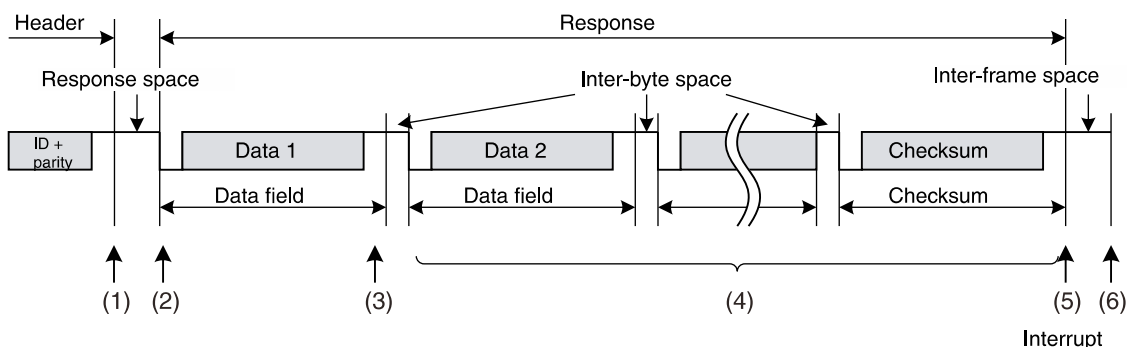 Header
Response
Response space
Inter-byte space
Inter-frame space
ID +
parity
Data 1
Data 2
Checksum
Data field
Data field
Checksum
(1)
(2)
(3)
(4)
(5)
(6)
Interrupt